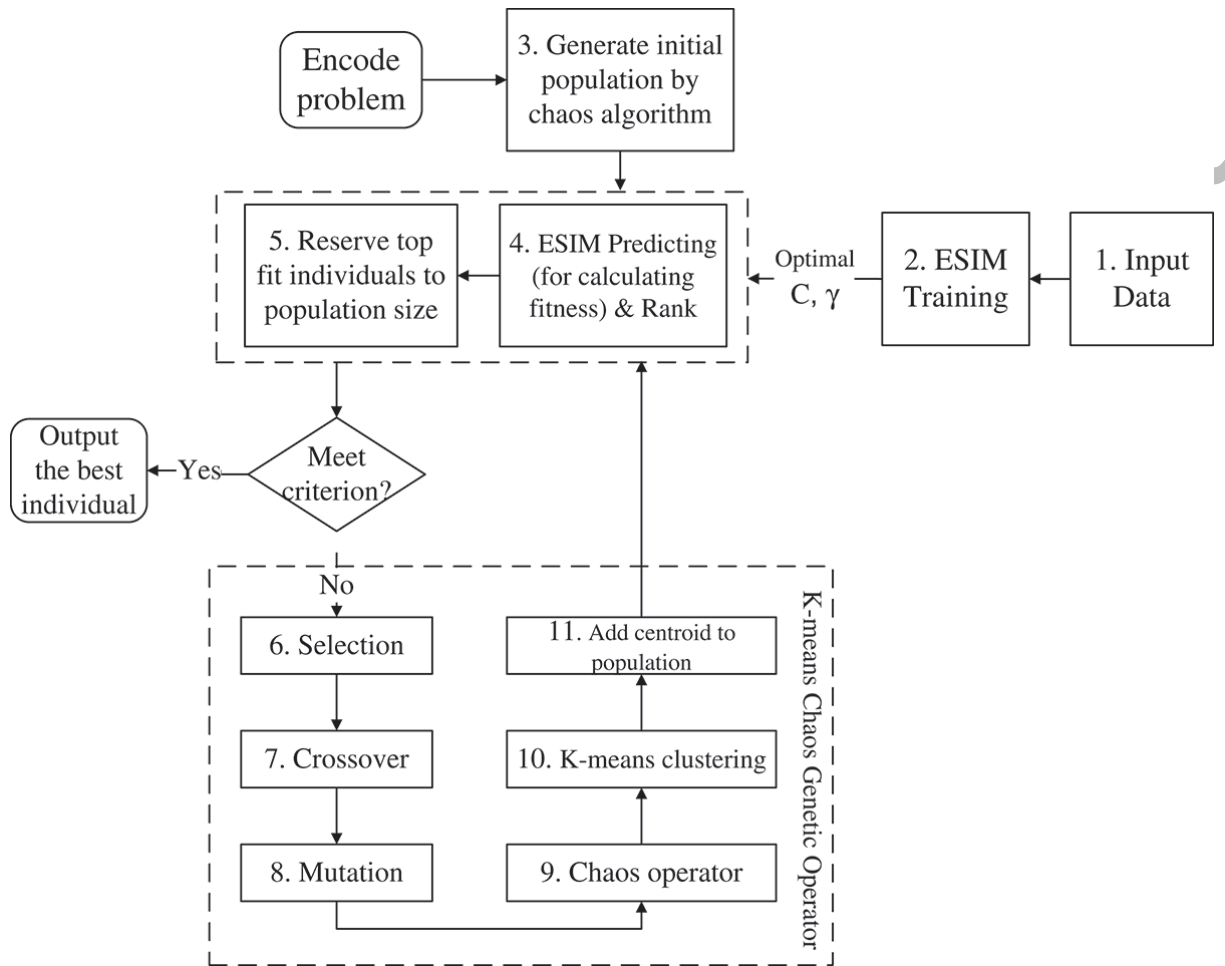 Encode
problem
3. Generate initial
population by
chaos algorithm
5. Reserve top
fit individuals to
population size
4. ESIM Predicting
(for calculating
fitness) & Rank
Optimal
C, γ
2. ESIM
Training
1. Input
Data
Output
the best
individual
Yes
Meet
criterion?
No
6. Selection
7. Crossover
8. Mutation
11. Add centroid to
population
10. K-means clustering
9. Chaos operator
K-means Chaos Genetic Operator